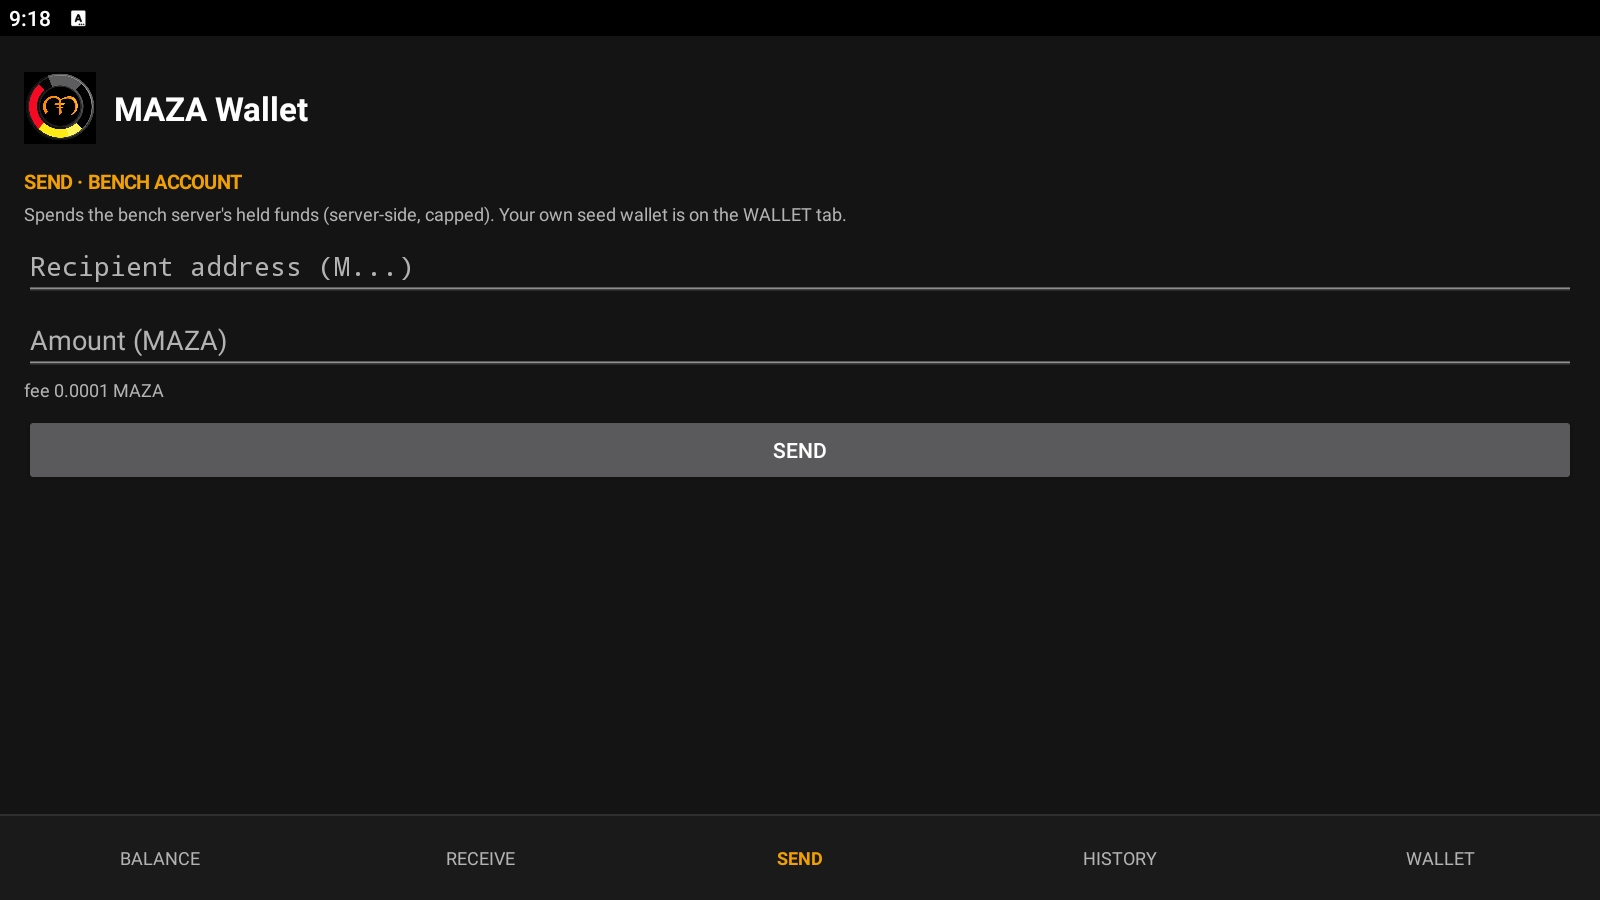 9:18
MAZA Wallet
SEND · BENCH ACCOUNT
Spends the bench server's held funds (server-side, capped). Your own seed wallet is on the WALLET tab.
Recipient address (M...)
Amount (MAZA)
fee 0.0001 MAZA
SEND
BALANCE RECEIVE SEND HISTORY WALLET